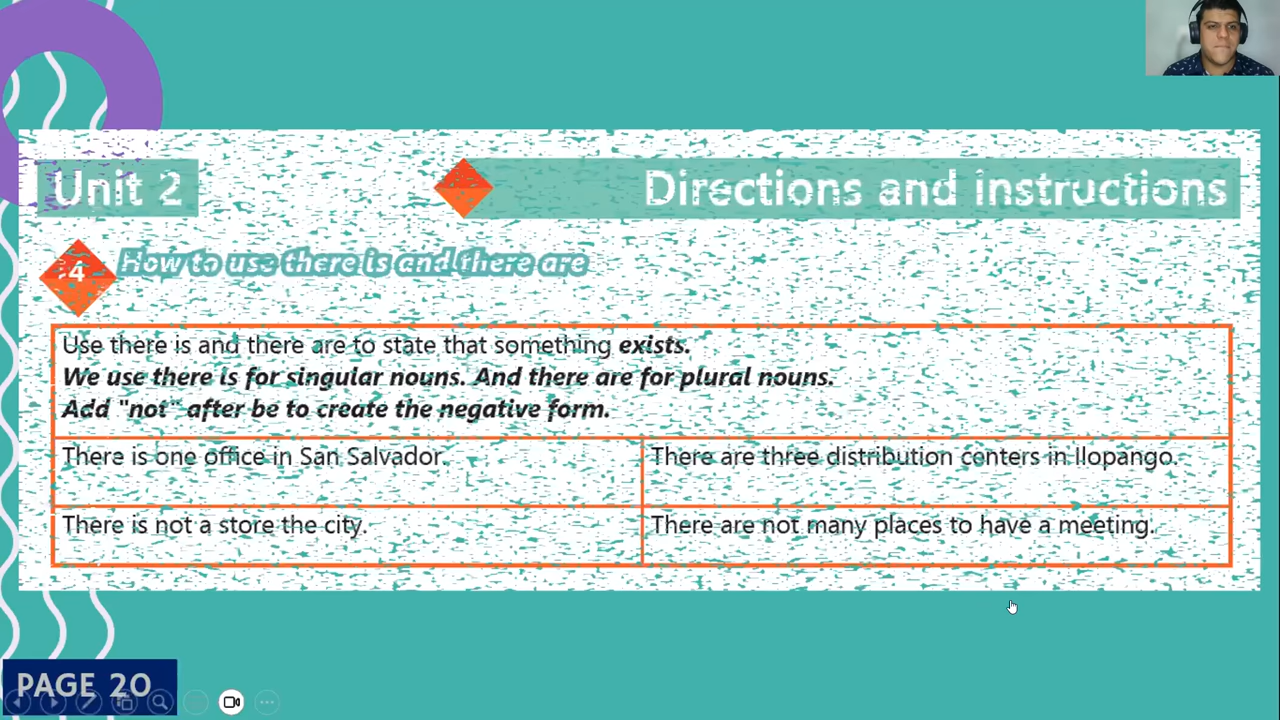 Unit 2
Directions and instructions
4
How to use there is and there are
Use there is and there are to state that something exists.
We use there is for singular nouns. And there are for plural nouns.
Add "not" after be to create the negative form.
There is one office in San Salvador.
There are three distribution centers in Ilopango.
There is not a store the city.
There are not many places to have a meeting.
PAGE 20